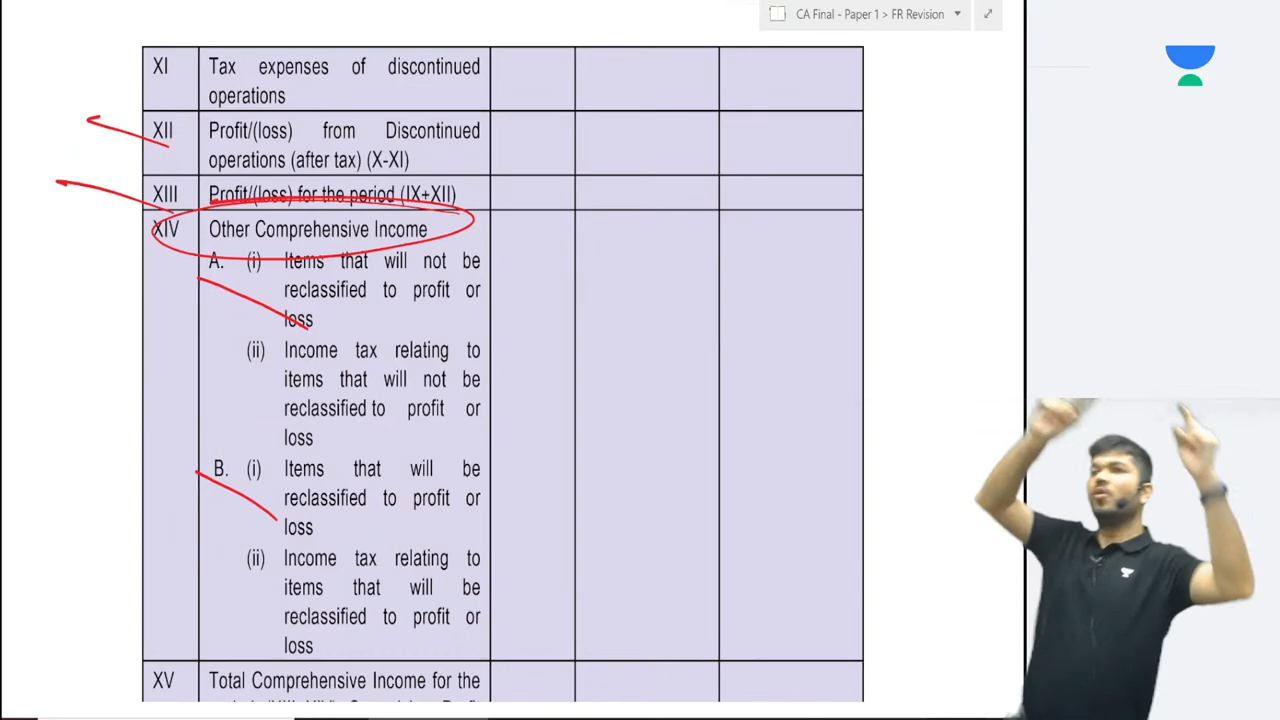 CA Final - Paper 1 > FR Revision
XI Tax expenses of discontinued
operations
XII Profit/(loss) from Discontinued
operations (after tax) (X-XI)
XIII Profit/(loss) for the period (IX+XII)
XIV Other Comprehensive Income
A. (i) Items that will not be
reclassified to profit or
loss
(ii) Income tax relating to
items that will not be
reclassified to profit or
loss
B. (i) Items that will be
reclassified to profit or
loss
(ii) Income tax relating to
items that will be
reclassified to profit or
loss
XV Total Comprehensive Income for the